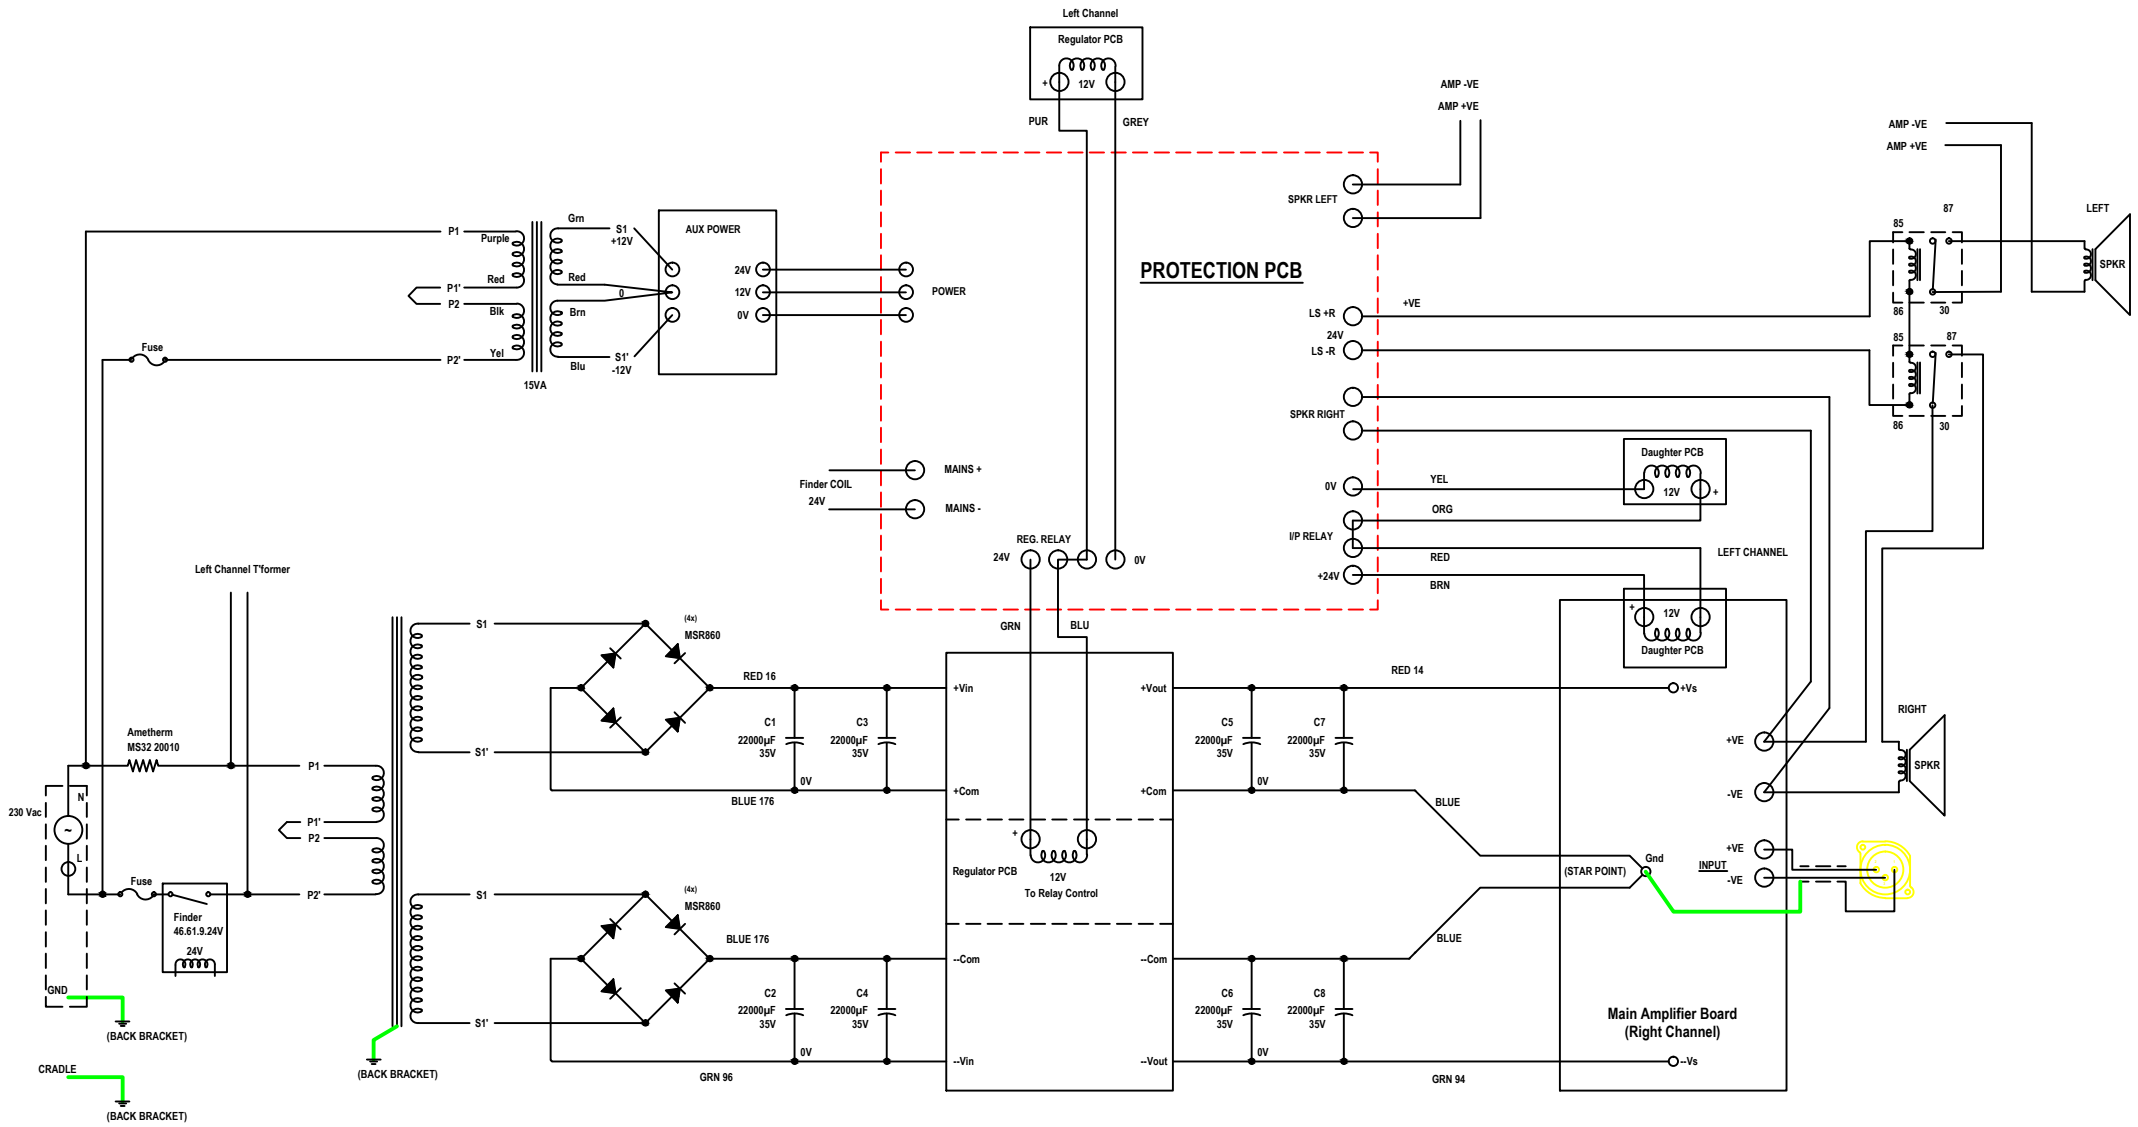 Left Channel
Regulator PCB
+
12V
PUR
GREY
AMP -VE
AMP +VE
AMP -VE
AMP +VE
SPKR LEFT
PROTECTION PCB
P1
Purple
Red
P1'
P2
Blk
Yel
P2'
Fuse
15VA
Grn
S1
+12V
Red
0
Brn
S1'
-12V
Blu
AUX POWER
24V
12V
0V
POWER
LS +R
24V
LS -R
+VE
SPKR RIGHT
85
87
86
30
LEFT
SPKR
85
87
86
30
Finder COIL
24V
MAINS +
MAINS -
REG. RELAY
24V
0V
0V
I/P RELAY
+24V
YEL
ORG
RED
BRN
Daughter PCB
12V
+
LEFT CHANNEL
+
12V
Daughter PCB
Left Channel T'former
GRN
BLU
S1
(4x)
MSR860
RED 16
S1'
C1
22000µF
35V
C3
22000µF
35V
0V
BLUE 176
+Vin
+Vout
+Com
+Com
RED 14
+Vs
C5
22000µF
35V
C7
22000µF
35V
0V
BLUE
Ametherm
MS32 20010
P1
P1'
P2
P2'
230 Vac
N
~
L
Fuse
Finder
46.61.9.24V
24V
GND
(BACK BRACKET)
CRADLE
(BACK BRACKET)
(BACK BRACKET)
+
Regulator PCB
12V
To Relay Control
S1
(4x)
MSR860
BLUE 176
S1'
C2
22000µF
35V
C4
22000µF
35V
0V
GRN 96
--Com
--Com
--Vin
--Vout
C6
22000µF
35V
C8
22000µF
35V
0V
GRN 94
BLUE
(STAR POINT)
Gnd
+VE
-VE
RIGHT
SPKR
+VE
INPUT
-VE
Main Amplifier Board
(Right Channel)
--Vs